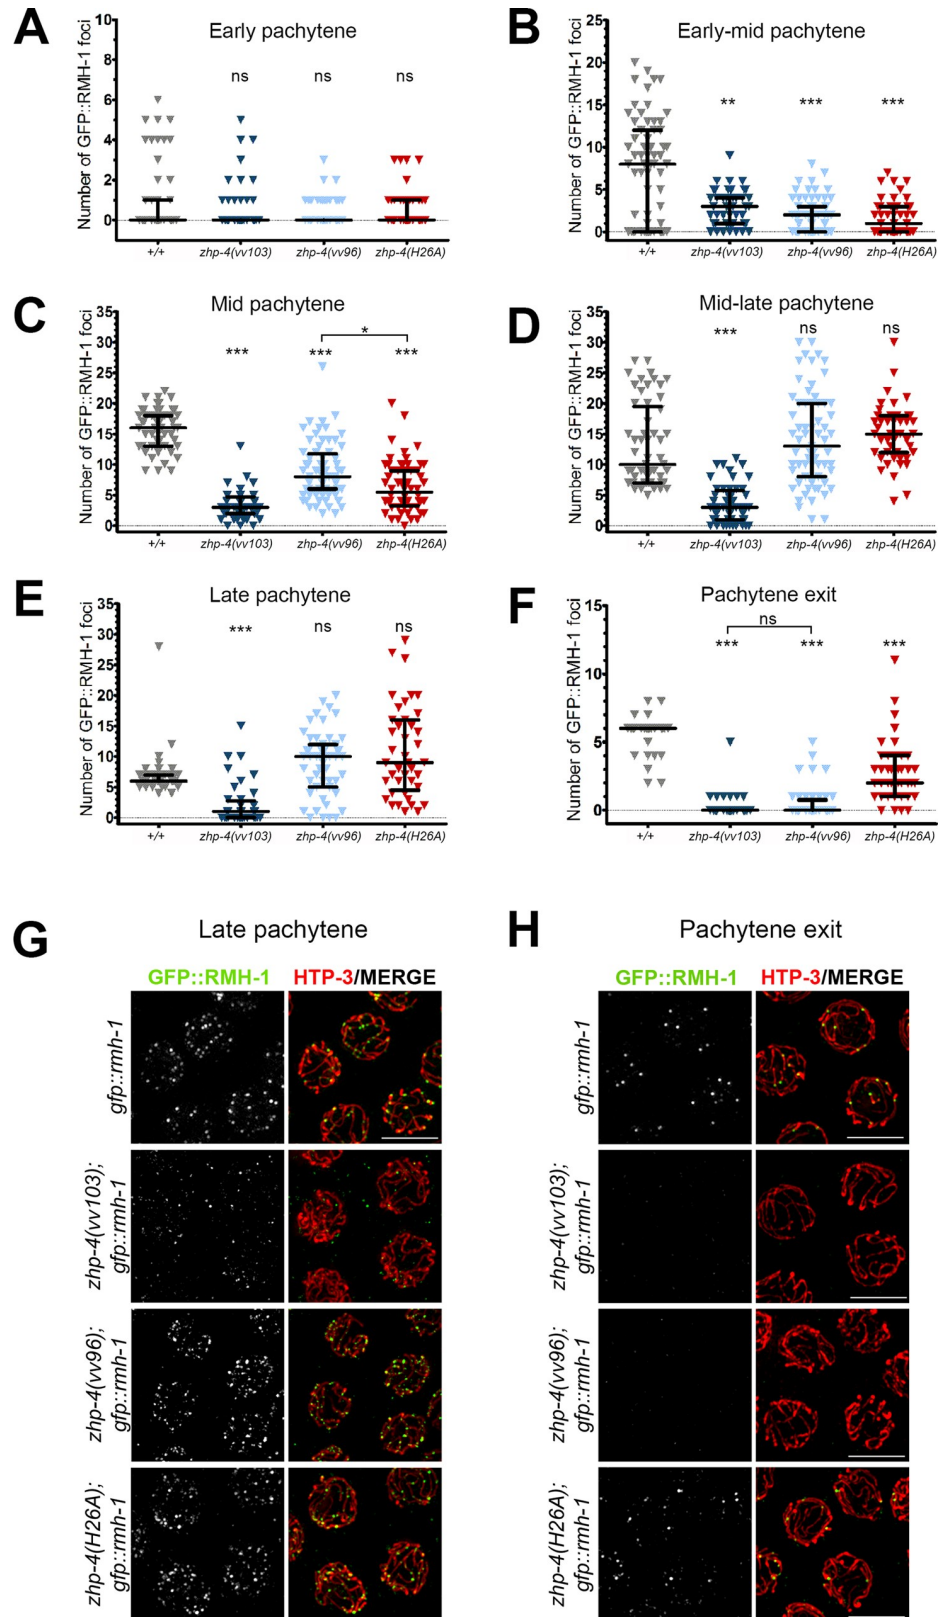 A
Early pachytene
Number of GFP::RMH-1 foci
10
8
6
4
2
0
ns
ns
ns
+/+
zhp-4(vv103)
zhp-4(vv96)
zhp-4(H26A)
B
Early-mid pachytene
Number of GFP::RMH-1 foci
25
20
15
10
5
0
**
***
***
+/+
zhp-4(vv103)
zhp-4(vv96)
zhp-4(H26A)
C
Mid pachytene
Number of GFP::RMH-1 foci
35
30
25
20
15
10
5
0
*
***
***
***
+/+
zhp-4(vv103)
zhp-4(vv96)
zhp-4(H26A)
D
Mid-late pachytene
Number of GFP::RMH-1 foci
35
30
25
20
15
10
5
0
***
ns
ns
+/+
zhp-4(vv103)
zhp-4(vv96)
zhp-4(H26A)
E
Late pachytene
Number of GFP::RMH-1 foci
35
30
25
20
15
10
5
0
***
ns
ns
+/+
zhp-4(vv103)
zhp-4(vv96)
zhp-4(H26A)
F
Pachytene exit
Number of GFP::RMH-1 foci
15
10
5
0
ns
***
***
***
+/+
zhp-4(vv103)
zhp-4(vv96)
zhp-4(H26A)
G
Late pachytene
GFP::RMH-1
HTP-3/MERGE
gfp::rmh-1
zhp-4(vv103);
gfp::rmh-1
zhp-4(vv96);
gfp::rmh-1
zhp-4(H26A);
gfp::rmh-1
H
Pachytene exit
GFP::RMH-1
HTP-3/MERGE
gfp::rmh-1
zhp-4(vv103);
gfp::rmh-1
zhp-4(vv96);
gfp::rmh-1
zhp-4(H26A);
gfp::rmh-1